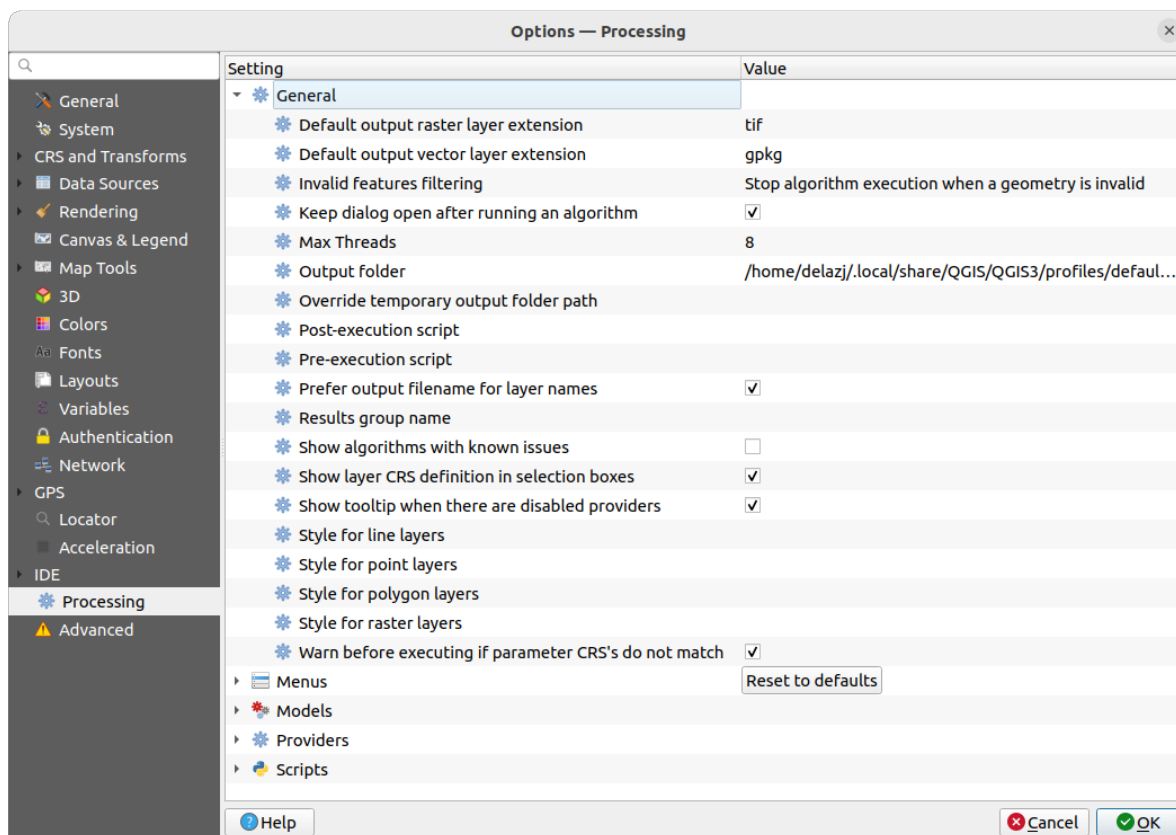 Options — Processing
Setting Value
General
System
CRS and Transforms
Data Sources
Rendering
Canvas & Legend
Map Tools
3D
Colors
Aa Fonts
Layouts
Variables
Authentication
Network
GPS
Locator
Acceleration
IDE
Processing
Advanced
General
Default output raster layer extension tif
Default output vector layer extension gpkg
Invalid features filtering Stop algorithm execution when a geometry is invalid
Keep dialog open after running an algorithm
Max Threads 8
Output folder /home/delazj/.local/share/QGIS/QGIS3/profiles/defaul...
Override temporary output folder path
Post-execution script
Pre-execution script
Prefer output filename for layer names
Results group name
Show algorithms with known issues
Show layer CRS definition in selection boxes
Show tooltip when there are disabled providers
Style for line layers
Style for point layers
Style for polygon layers
Style for raster layers
Warn before executing if parameter CRS's do not match
Menus Reset to defaults
Models
Providers
Scripts
Help Cancel OK